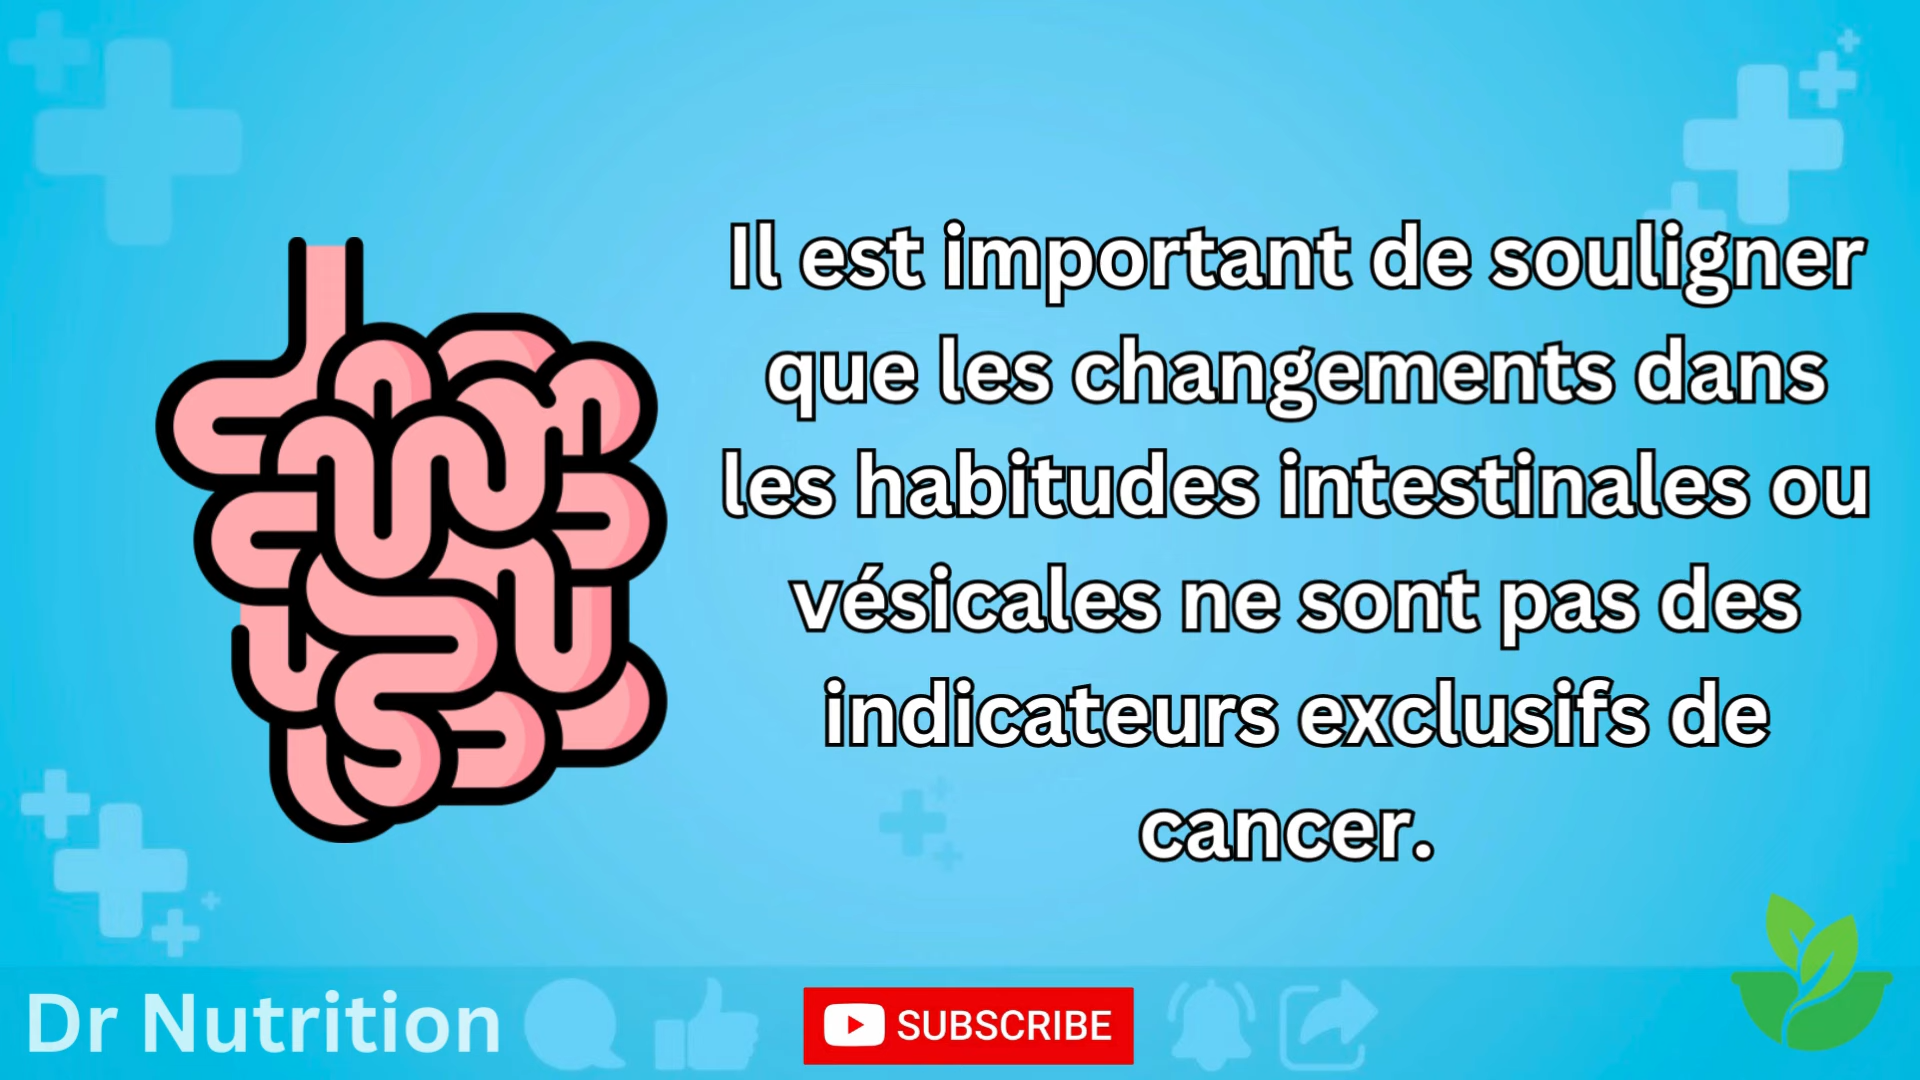 Il est important de souligner
que les changements dans
les habitudes intestinales ou
vésicales ne sont pas des
indicateurs exclusifs de
cancer.
Dr Nutrition
SUBSCRIBE